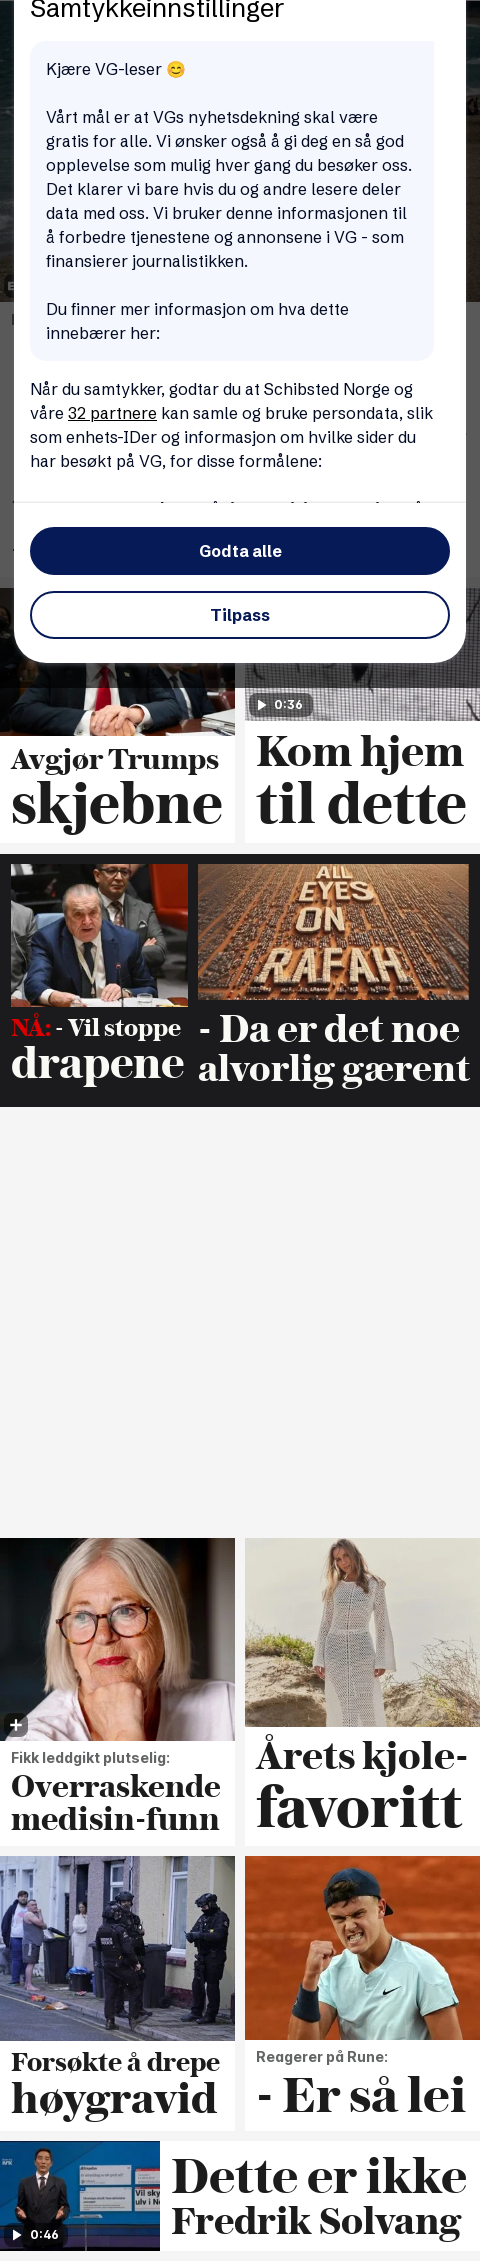 Samtykkeinnstillinger
Kjære VG-leser 😊
Vårt mål er at VGs nyhetsdekning skal være
gratis for alle. Vi ønsker også å gi deg en så god
opplevelse som mulig hver gang du besøker oss.
Det klarer vi bare hvis du og andre lesere deler
data med oss. Vi bruker denne informasjonen til
å forbedre tjenestene og annonsene i VG - som
finansierer journalistikken.
Du finner mer informasjon om hva dette
innebærer her:
Når du samtykker, godtar du at Schibsted Norge og
våre 32 partnere kan samle og bruke persondata, slik
som enhets-IDer og informasjon om hvilke sider du
har besøkt på VG, for disse formålene:
Godta alle
Tilpass
Avgjør Trumps
skjebne
0:36
Kom hjem
til dette
NÅ: - Vil stoppe
drapene
ALL
EYES
ON
RAFAH
- Da er det noe
alvorlig gærent
Fikk leddgikt plutselig:
Overraskende
medisin-funn
Årets kjole-
favoritt
Forsøkte å drepe
høygravid
Reagerer på Rune:
- Er så lei
0:46
Dette er ikke
Fredrik Solvang